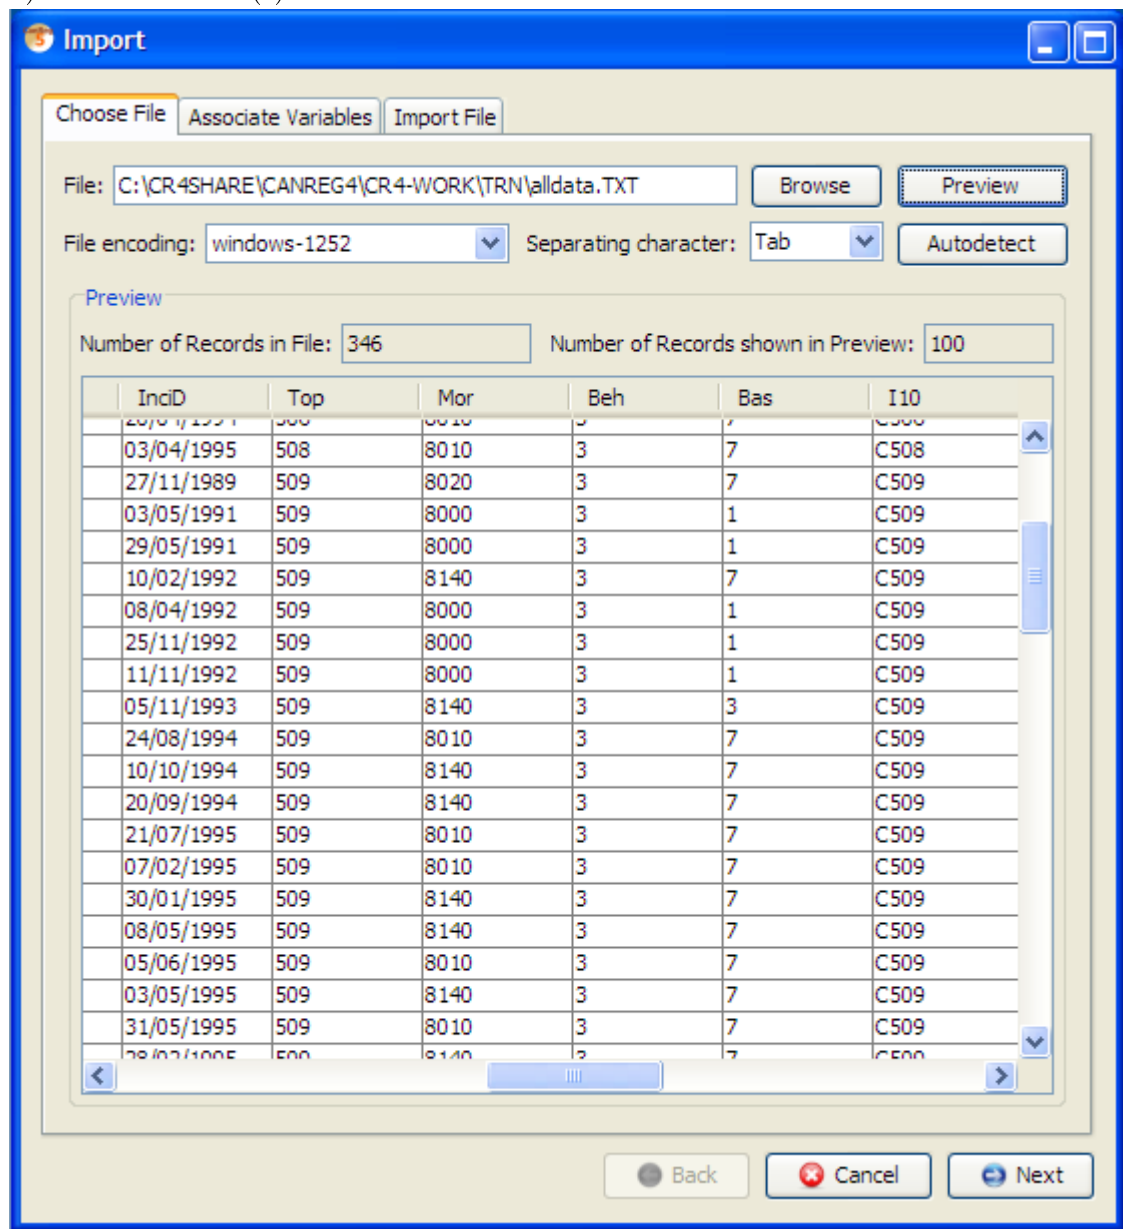 Import
Choose File Associate Variables Import File
File: C:\CR4SHARE\CANREG4\CR4-WORK\TRN\alldata.TXT Browse Preview
File encoding: windows-1252 Separating character: Tab Autodetect
Preview
Number of Records in File: 346 Number of Records shown in Preview: 100
InciD Top Mor Beh Bas I10
03/04/1995 508 8010 3 7 C508
27/11/1989 509 8020 3 7 C509
03/05/1991 509 8000 3 1 C509
29/05/1991 509 8000 3 1 C509
10/02/1992 509 8140 3 7 C509
08/04/1992 509 8000 3 1 C509
25/11/1992 509 8000 3 1 C509
11/11/1992 509 8000 3 1 C509
05/11/1993 509 8140 3 3 C509
24/08/1994 509 8010 3 7 C509
10/10/1994 509 8140 3 7 C509
20/09/1994 509 8140 3 7 C509
21/07/1995 509 8010 3 7 C509
07/02/1995 509 8010 3 7 C509
30/01/1995 509 8140 3 7 C509
08/05/1995 509 8140 3 7 C509
05/06/1995 509 8010 3 7 C509
03/05/1995 509 8140 3 7 C509
31/05/1995 509 8010 3 7 C509
Back Cancel Next